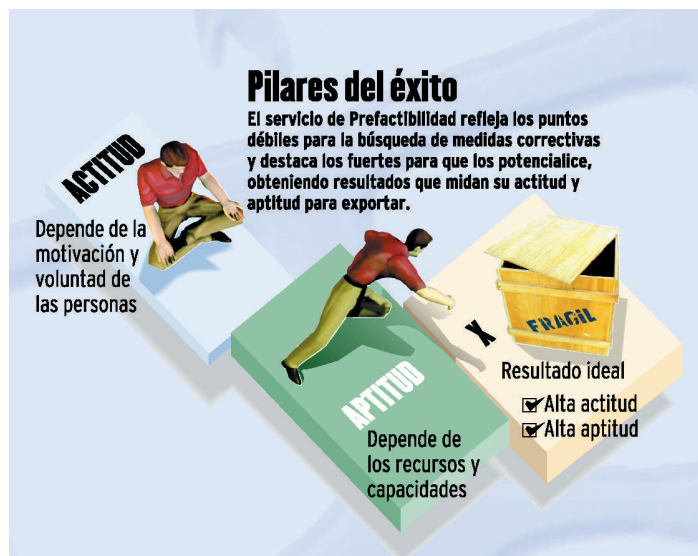 Pilares del éxito
El servicio de Prefactibilidad refleja los puntos
débiles para la búsqueda de medidas correctivas
y destaca los fuertes para que los potencialice,
obteniendo resultados que midan su actitud y
aptitud para exportar.
ACTITUD
Depende de la
motivación y
voluntad de
las personas
APTITUD
Depende de
los recursos y
capacidades
X
FRAGIL
Resultado ideal
Alta actitud
Alta aptitud